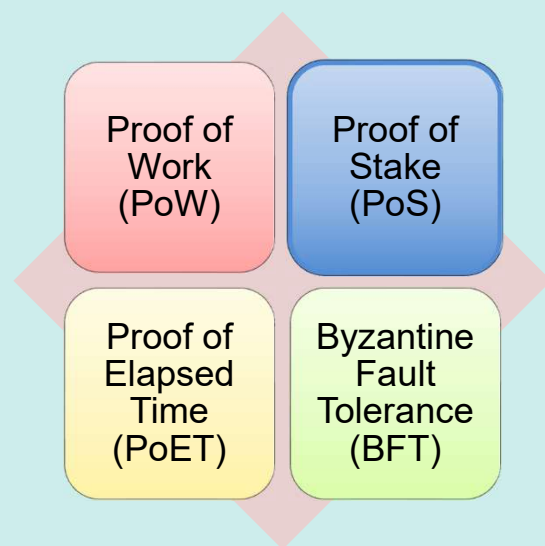 Proof of
Work
(PoW)
Proof of
Stake
(PoS)
Proof of
Elapsed
Time
(PoET)
Byzantine
Fault
Tolerance
(BFT)